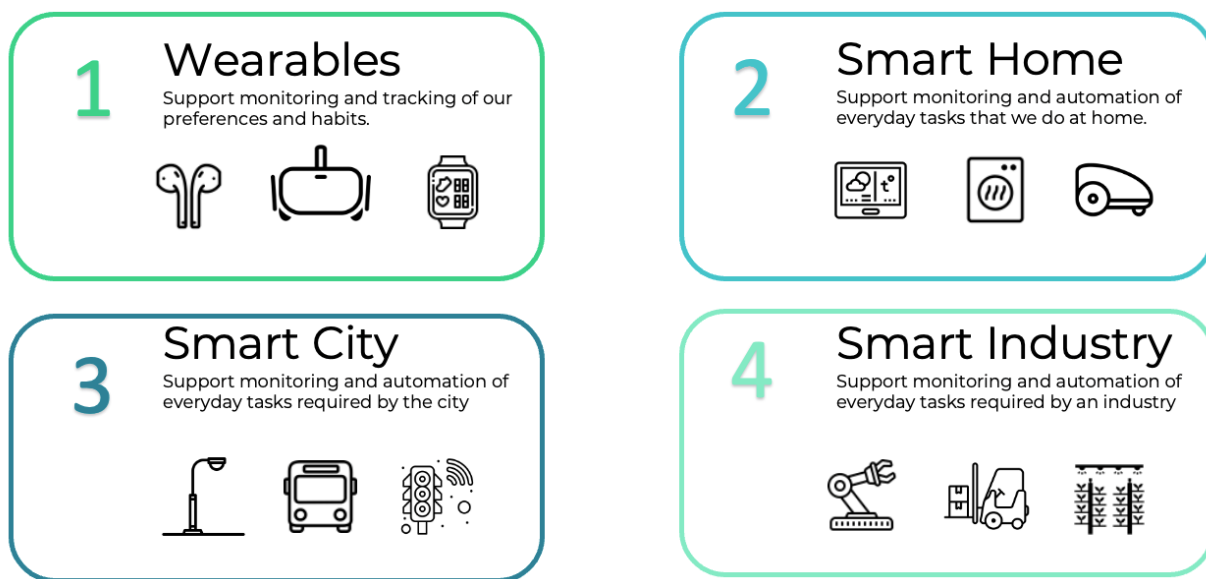 1
Wearables
Support monitoring and tracking of our
preferences and habits.
2
Smart Home
Support monitoring and automation of
everyday tasks that we do at home.
t°
3
Smart City
Support monitoring and automation of
everyday tasks required by the city
4
Smart Industry
Support monitoring and automation of
everyday tasks required by an industry